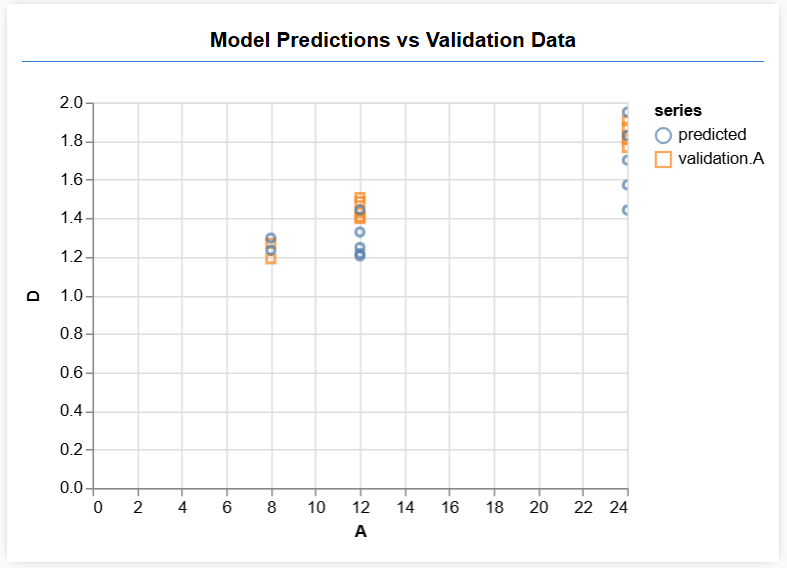 Model Predictions vs Validation Data
series
predicted
validation.A
2.0
1.8
1.6
1.4
1.2
1.0
0.8
0.6
0.4
0.2
0.0
D
0 2 4 6 8 10 12 14 16 18 20 22 24
A